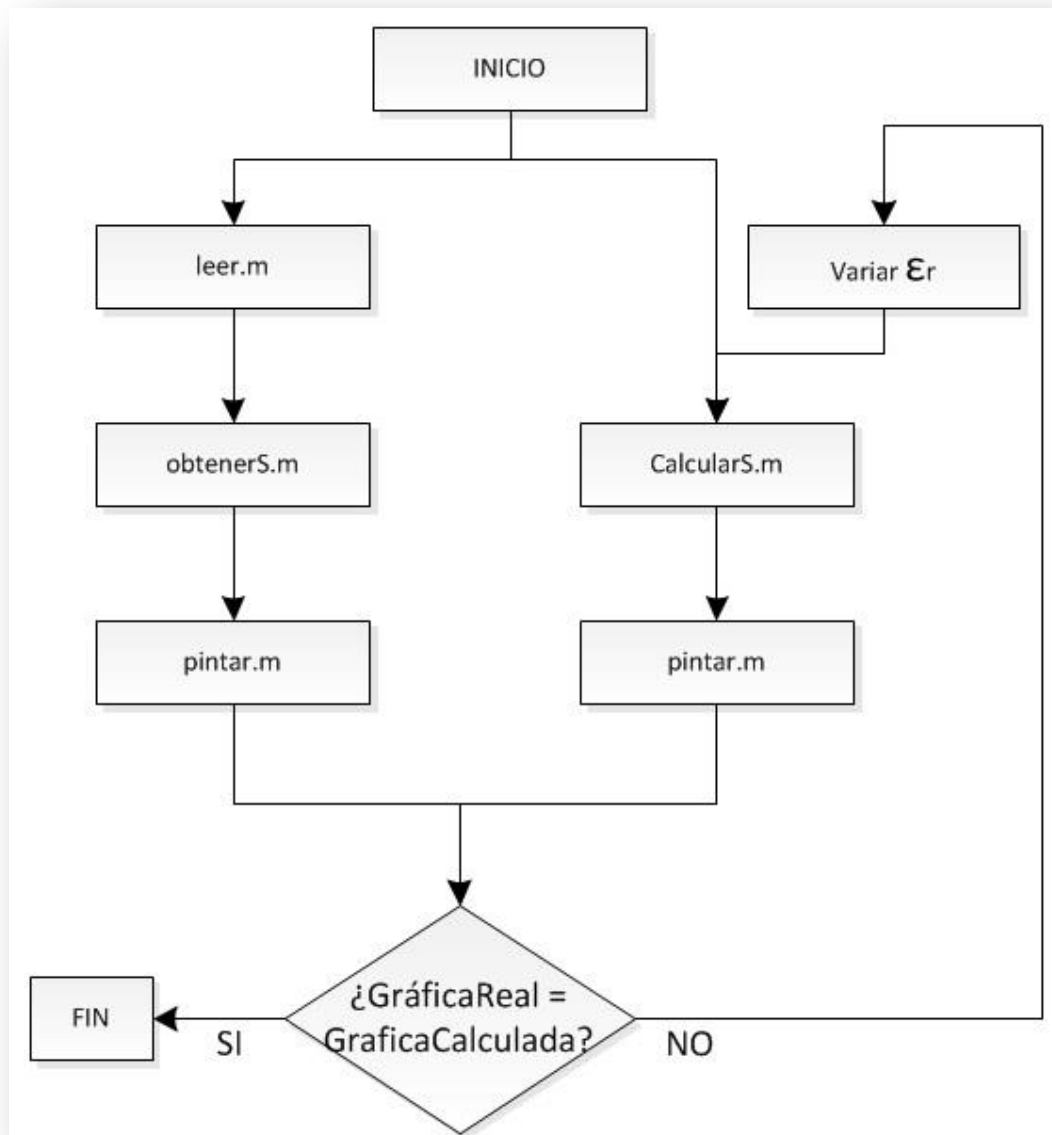 INICIO
leer.m
Variar εr
obtenerS.m
CalcularS.m
pintar.m
pintar.m
¿GráficaReal =
GraficaCalculada?
FIN
SI
NO